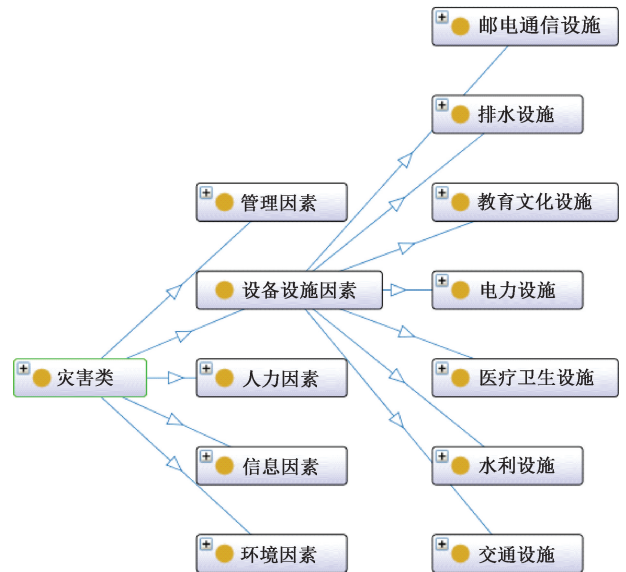 邮电通信设施
排水设施
管理因素
教育文化设施
设备设施因素
电力设施
灾害类
人力因素
医疗卫生设施
信息因素
水利设施
环境因素
交通设施